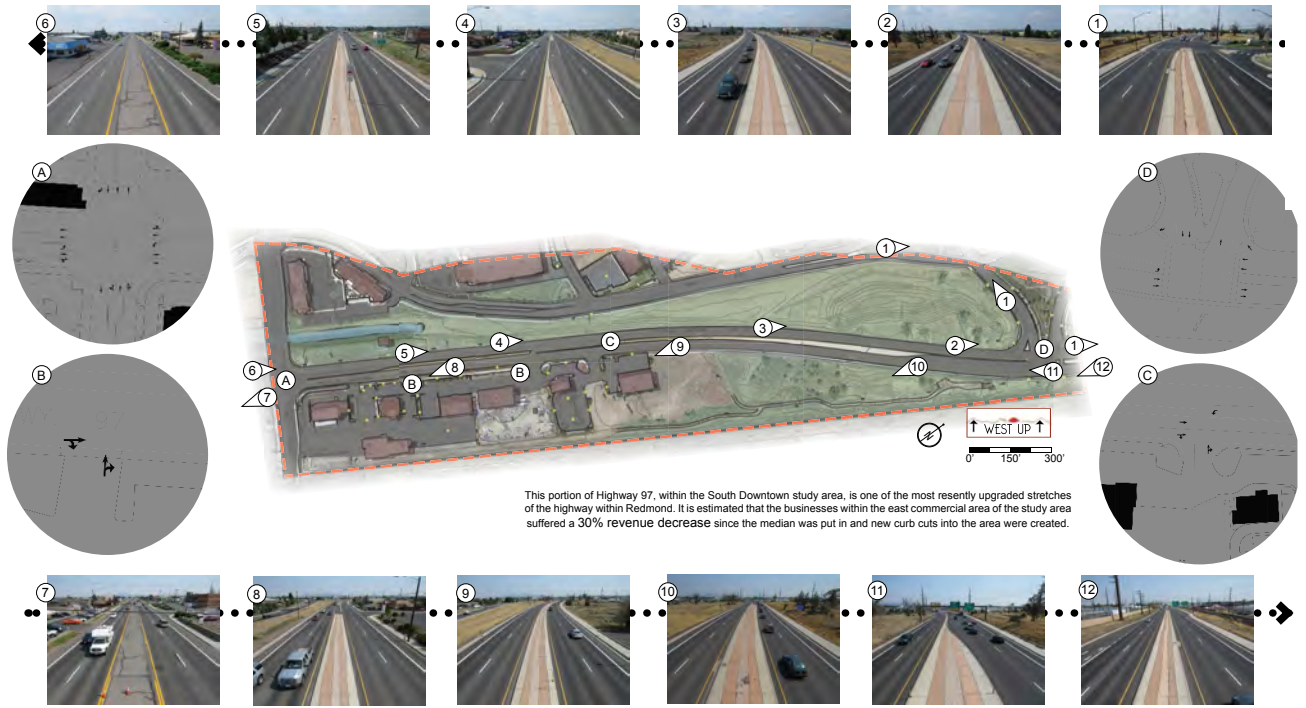 6
5
4
3
2
1
A
D
1
1
3
4
C
2
5
9
D
1
6
8
10
11
12
A
B
B
7
B
C
WEST UP
0' 150' 300'
This portion of Highway 97, within the South Downtown study area, is one of the most resently upgraded stretches
of the highway within Redmond. It is estimated that the businesses within the east commercial area of the study area
suffered a 30% revenue decrease since the median was put in and new curb cuts into the area were created.
7
8
9
10
11
12